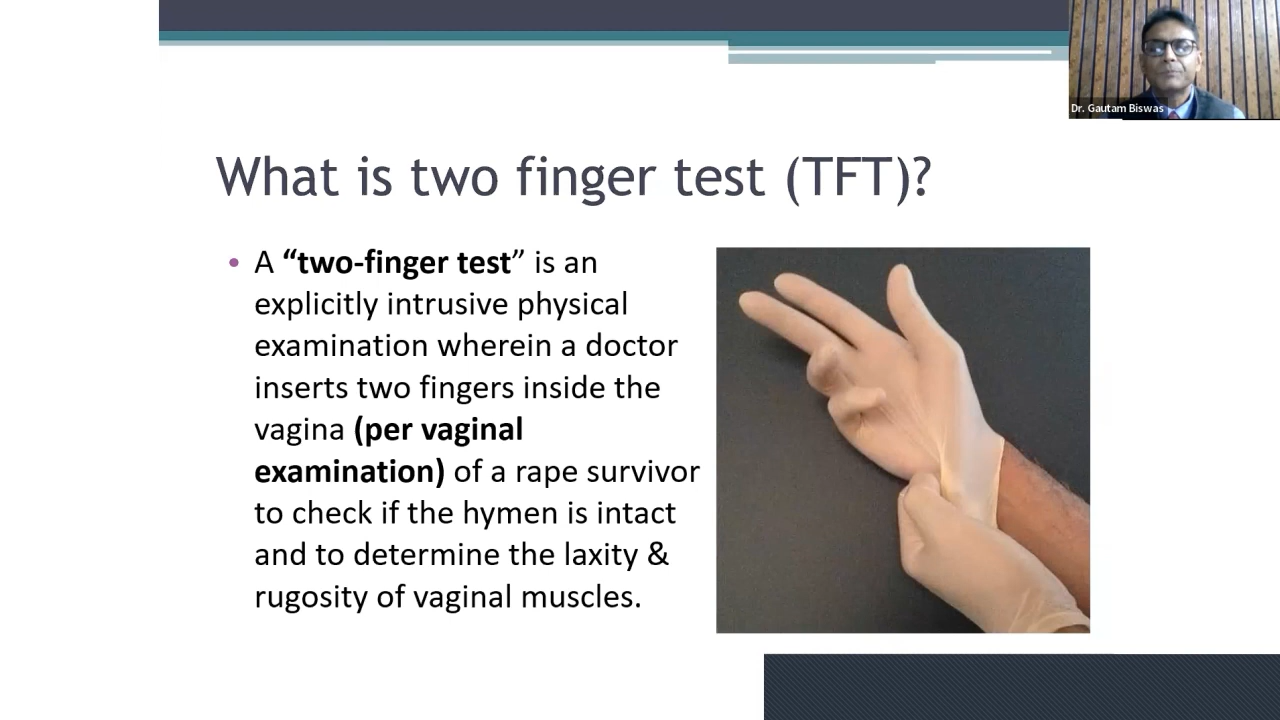 Dr. Gautam Biswas
What is two finger test (TFT)?
• A “two-finger test” is an
explicitly intrusive physical
examination wherein a doctor
inserts two fingers inside the
vagina (per vaginal
examination) of a rape survivor
to check if the hymen is intact
and to determine the laxity &
rugosity of vaginal muscles.